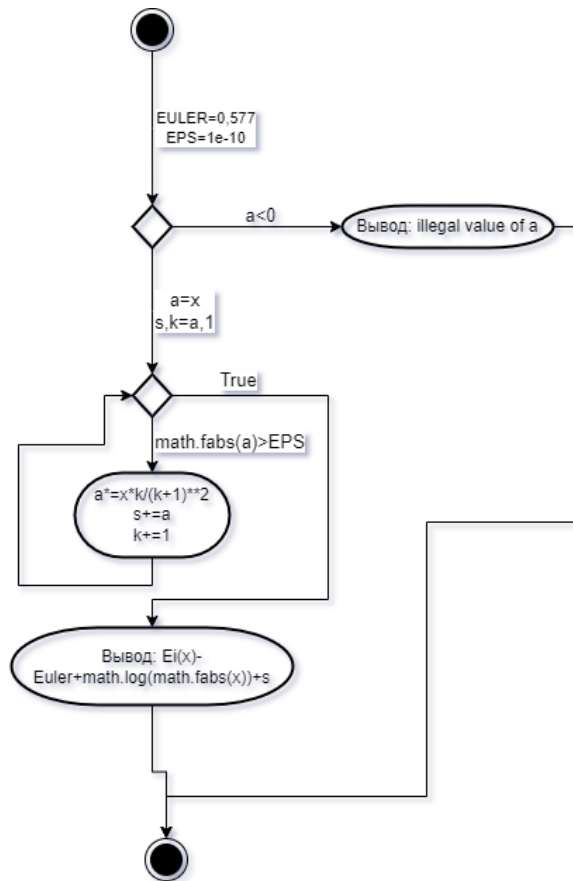 EULER=0,577
EPS=1e-10
a<0
Вывод: illegal value of a
a=x
s,k=a,1
True
math.fabs(a)>EPS
a*=x*k/(k+1)**2
s+=a
k+=1
Вывод: Ei(x)-
Euler+math.log(math.fabs(x))+s